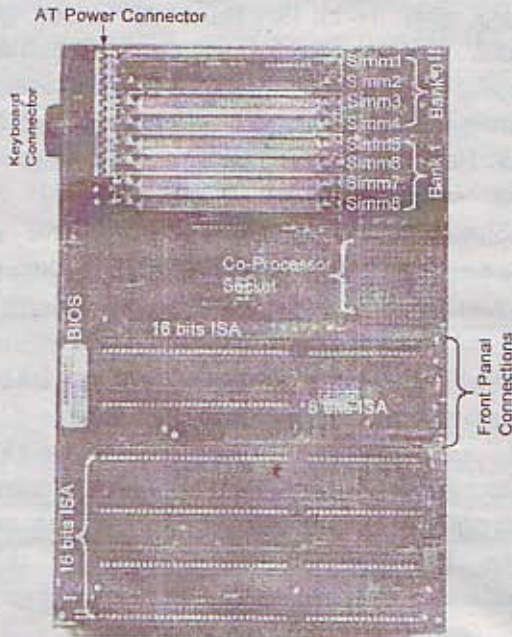 AT Power Connector
Keyboard
Connector
Simm1
Simm2
Simm3
Simm4
Simm5
Simm6
Simm7
Simm8
Bank 0
Bank 1
Co-Processor
Socket
BIOS
16 bits ISA
8 bits ISA
Front Panal
Connections
16 bits ISA